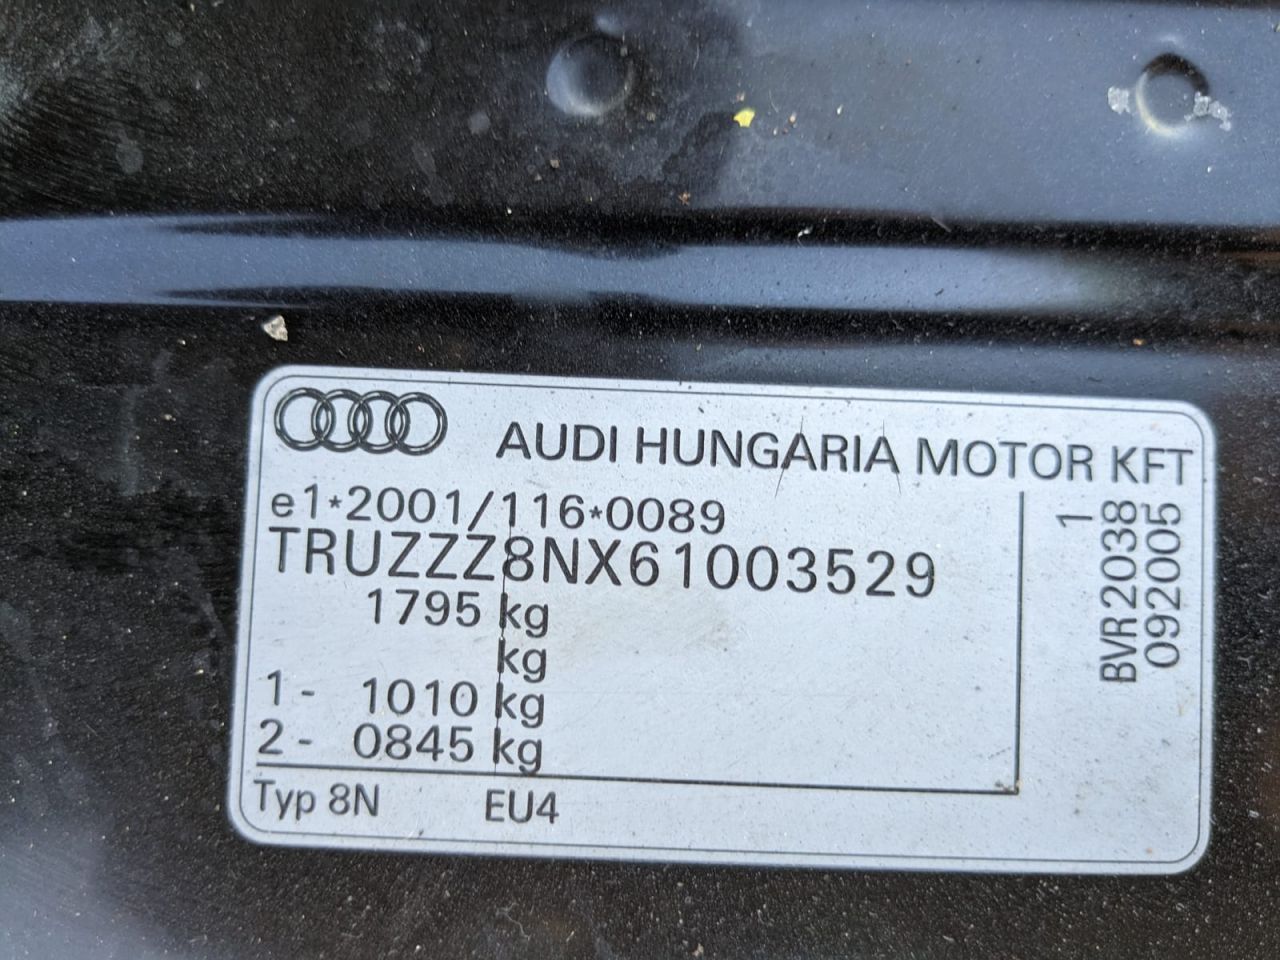 AUDI HUNGARIA MOTOR KFT
e1*2001/116*0089
TRUZZZ8NX61003529
1795 kg
kg
1- 1010 kg
2- 0845 kg
Typ 8N EU4
1
BVR2038
092005